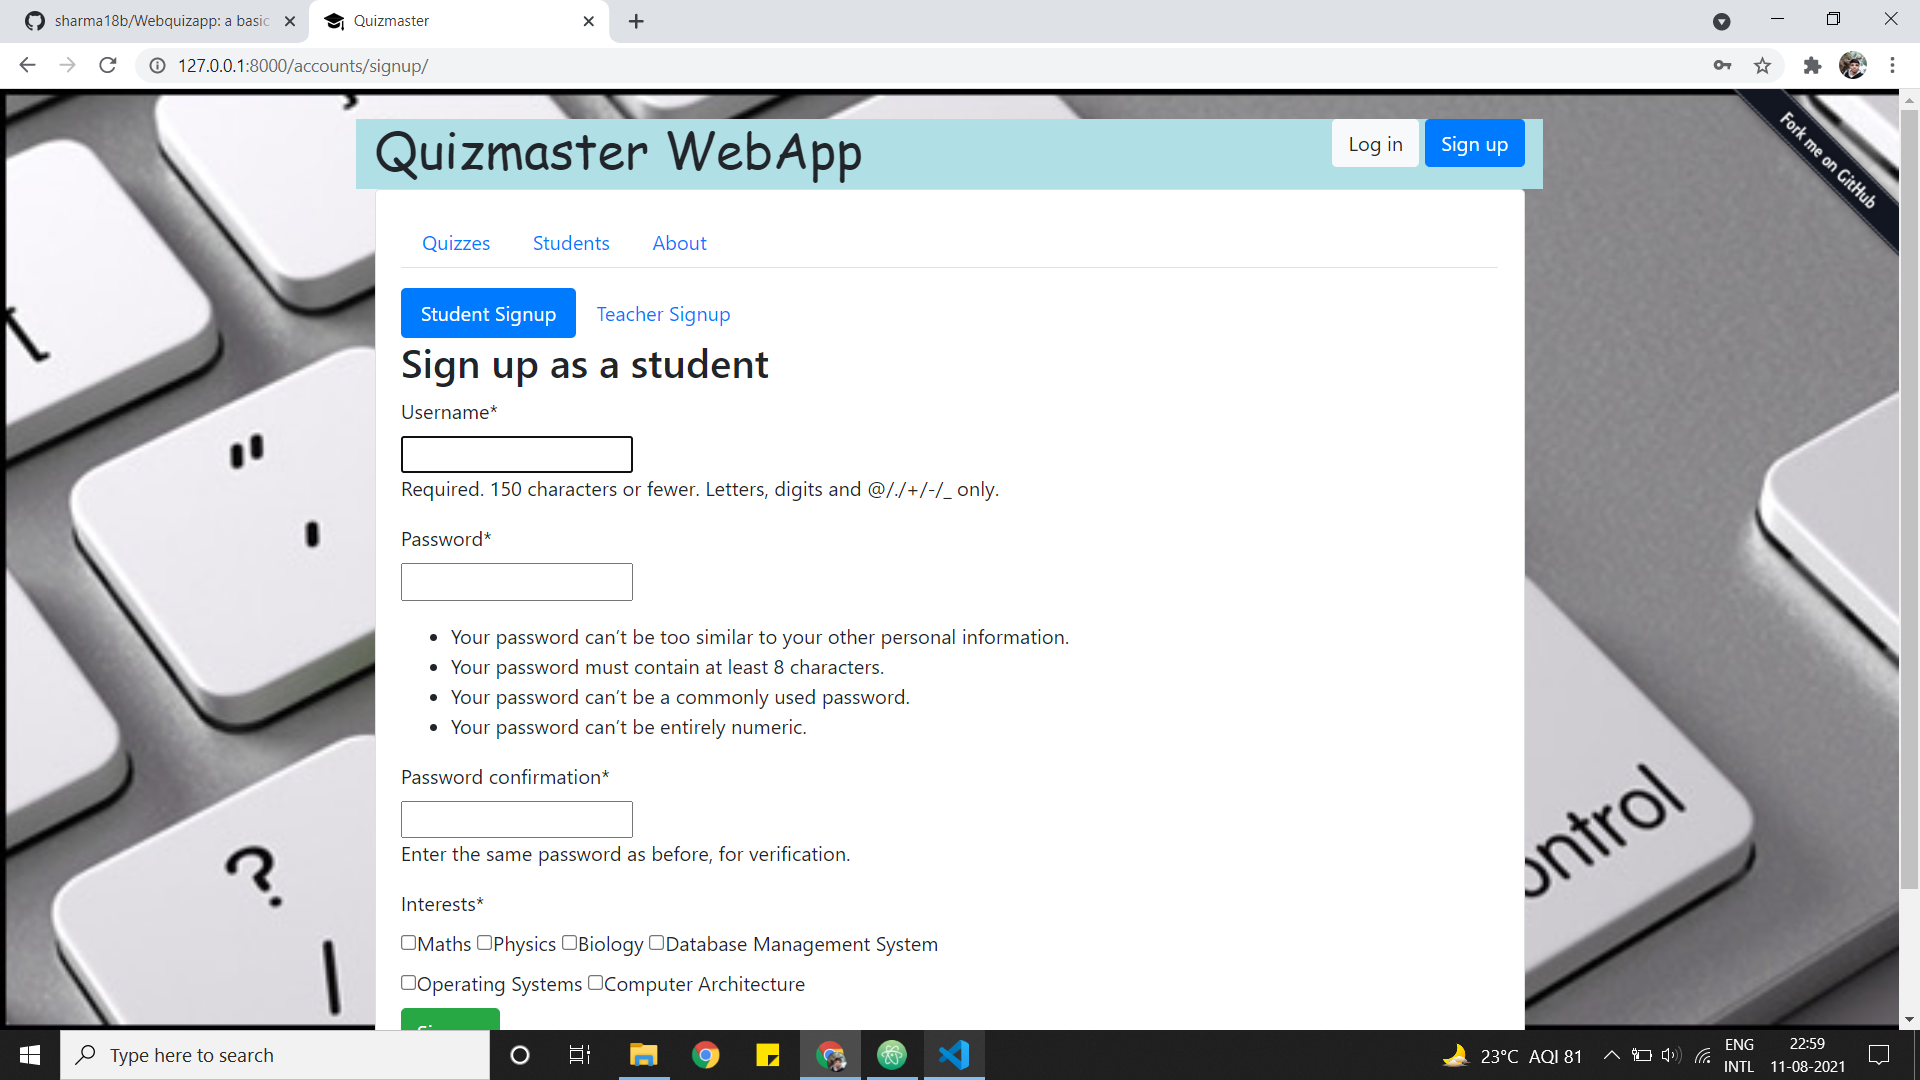 sharma18b/Webquizapp: a basic
Quizmaster
127.0.0.1:8000/accounts/signup/
Quizmaster WebApp
Log in
Sign up
Fork me on GitHub
Quizzes Students About
Student Signup Teacher Signup
Sign up as a student
Username*
Required. 150 characters or fewer. Letters, digits and @/./+/-/_ only.
Password*
Your password can’t be too similar to your other personal information.
Your password must contain at least 8 characters.
Your password can’t be a commonly used password.
Your password can’t be entirely numeric.
Password confirmation*
Enter the same password as before, for verification.
Interests*
Maths Physics Biology Database Management System
Operating Systems Computer Architecture
ontrol
Type here to search
23°C AQI 81
ENG
INTL
22:59
11-08-2021